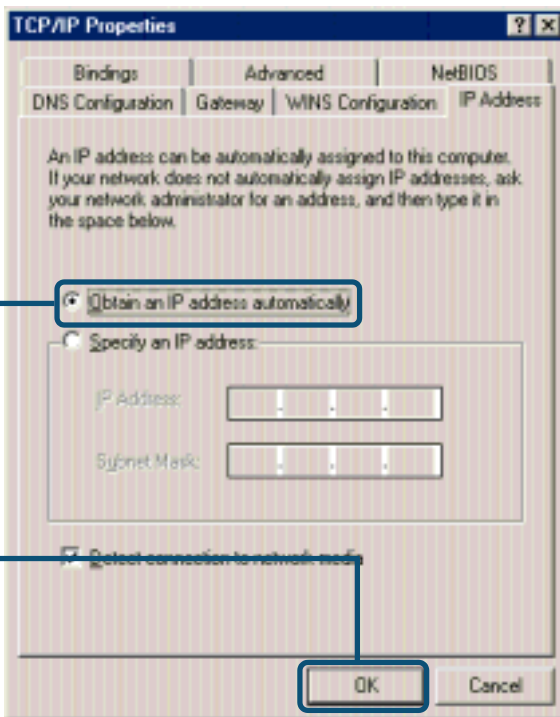 TCP/IP Properties
Bindings Advanced NetBIOS
DNS Configuration Gateway WINS Configuration IP Address
An IP address can be automatically assigned to this computer.
If your network does not automatically assign IP addresses, ask
your network administrator for an address, and then type it in
the space below.
Obtain an IP address automatically
Specify an IP address:
IP Address:
Subnet Mask:
Detect connection to network media
OK Cancel